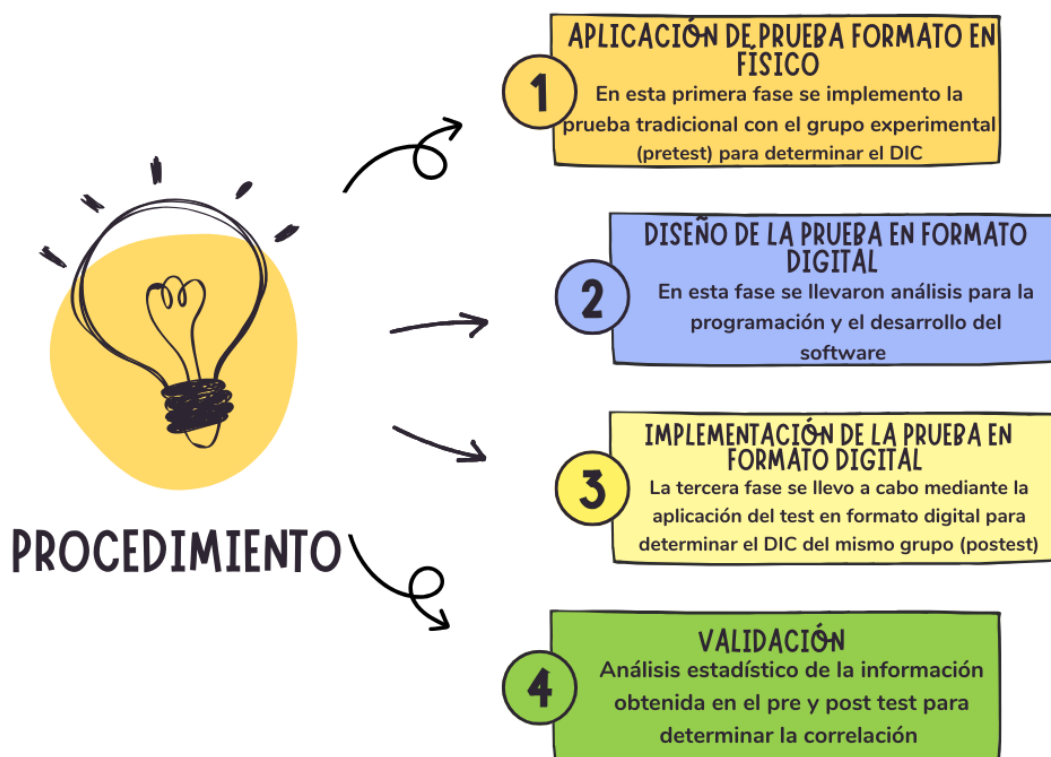 PROCEDIMIENTO
1
APLICACIÓN DE PRUEBA FORMATO EN
FÍSICO
En esta primera fase se implemento la
prueba tradicional con el grupo experimental
(pretest) para determinar el DIC
2
DISEÑO DE LA PRUEBA EN FORMATO
DIGITAL
En esta fase se llevaron análisis para la
programación y el desarrollo del
software
3
IMPLEMENTACIÓN DE LA PRUEBA EN
FORMATO DIGITAL
La tercera fase se llevo a cabo mediante la
aplicación del test en formato digital para
determinar el DIC del mismo grupo (postest)
4
VALIDACIÓN
Análisis estadístico de la información
obtenida en el pre y post test para
determinar la correlación